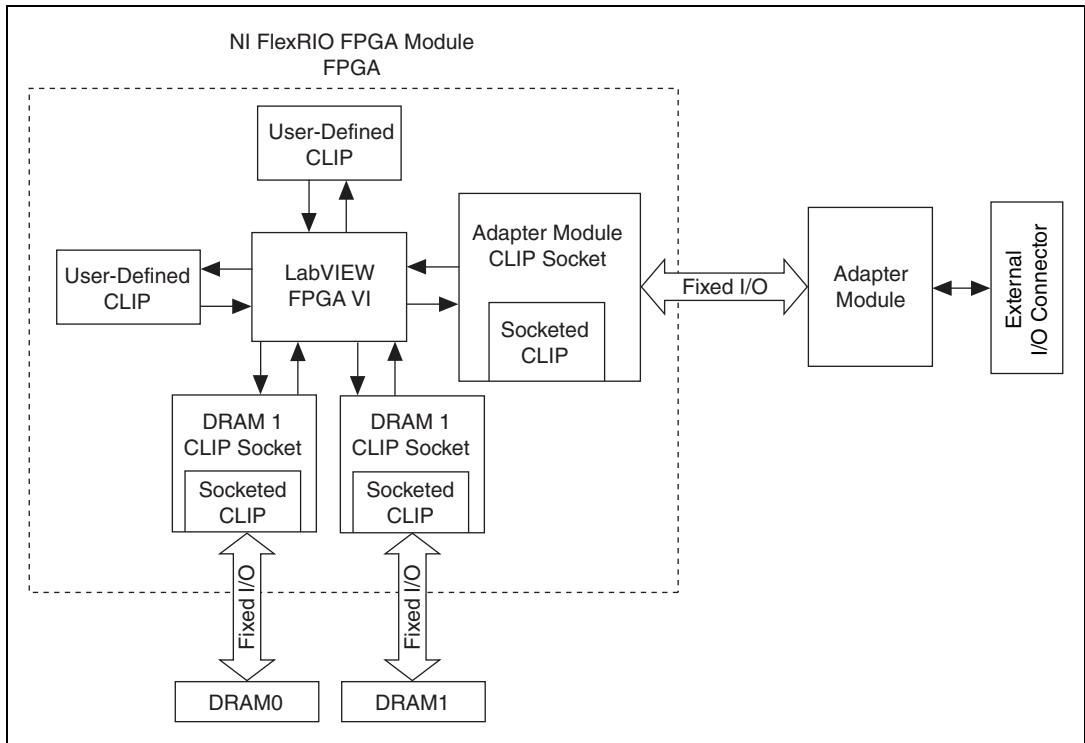 NI FlexRIO FPGA Module
FPGA
User-Defined
CLIP
User-Defined
CLIP
LabVIEW
FPGA VI
Adapter Module
CLIP Socket
Socketed
CLIP
Fixed I/O
Adapter
Module
External
I/O Connector
DRAM 1
CLIP Socket
Socketed
CLIP
DRAM 1
CLIP Socket
Socketed
CLIP
Fixed I/O
Fixed I/O
DRAM0
DRAM1